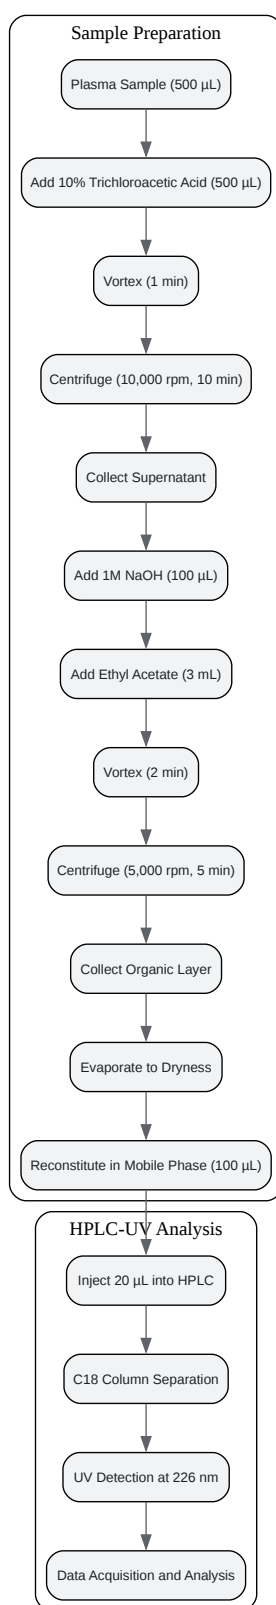 Sample Preparation
Plasma Sample (500 µL)
Add 10% Trichloroacetic Acid (500 µL)
Vortex (1 min)
Centrifuge (10,000 rpm, 10 min)
Collect Supernatant
Add 1M NaOH (100 µL)
Add Ethyl Acetate (3 mL)
Vortex (2 min)
Centrifuge (5,000 rpm, 5 min)
Collect Organic Layer
Evaporate to Dryness
Reconstitute in Mobile Phase (100 µL)
HPLC-UV Analysis
Inject 20 µL into HPLC
C18 Column Separation
UV Detection at 226 nm
Data Acquisition and Analysis